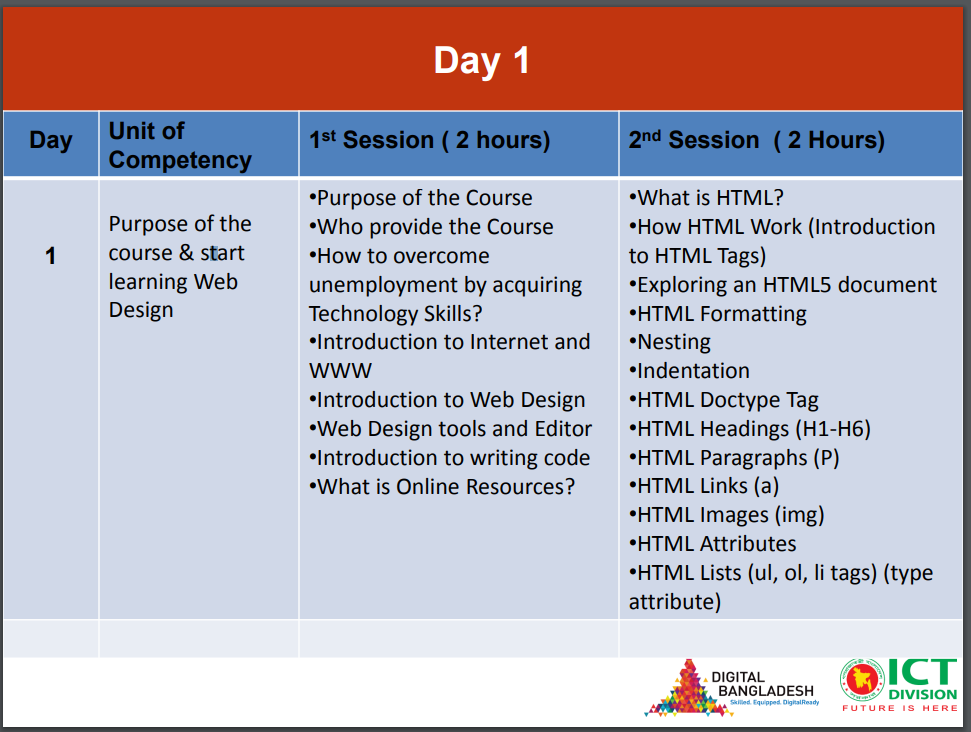 Day 1
Day
Unit of
Competency
1st Session ( 2 hours)
2nd Session ( 2 Hours)
1
Purpose of the
course & start
learning Web
Design
•Purpose of the Course
•Who provide the Course
•How to overcome
unemployment by acquiring
Technology Skills?
•Introduction to Internet and
WWW
•Introduction to Web Design
•Web Design tools and Editor
•Introduction to writing code
•What is Online Resources?
•What is HTML?
•How HTML Work (Introduction
to HTML Tags)
•Exploring an HTML5 document
•HTML Formatting
•Nesting
•Indentation
•HTML Doctype Tag
•HTML Headings (H1-H6)
•HTML Paragraphs (P)
•HTML Links (a)
•HTML Images (img)
•HTML Attributes
•HTML Lists (ul, ol, li tags) (type
attribute)
DIGITAL
BANGLADESH
Skilled. Equipped. DigitalReady
ICT
DIVISION
FUTURE IS HERE